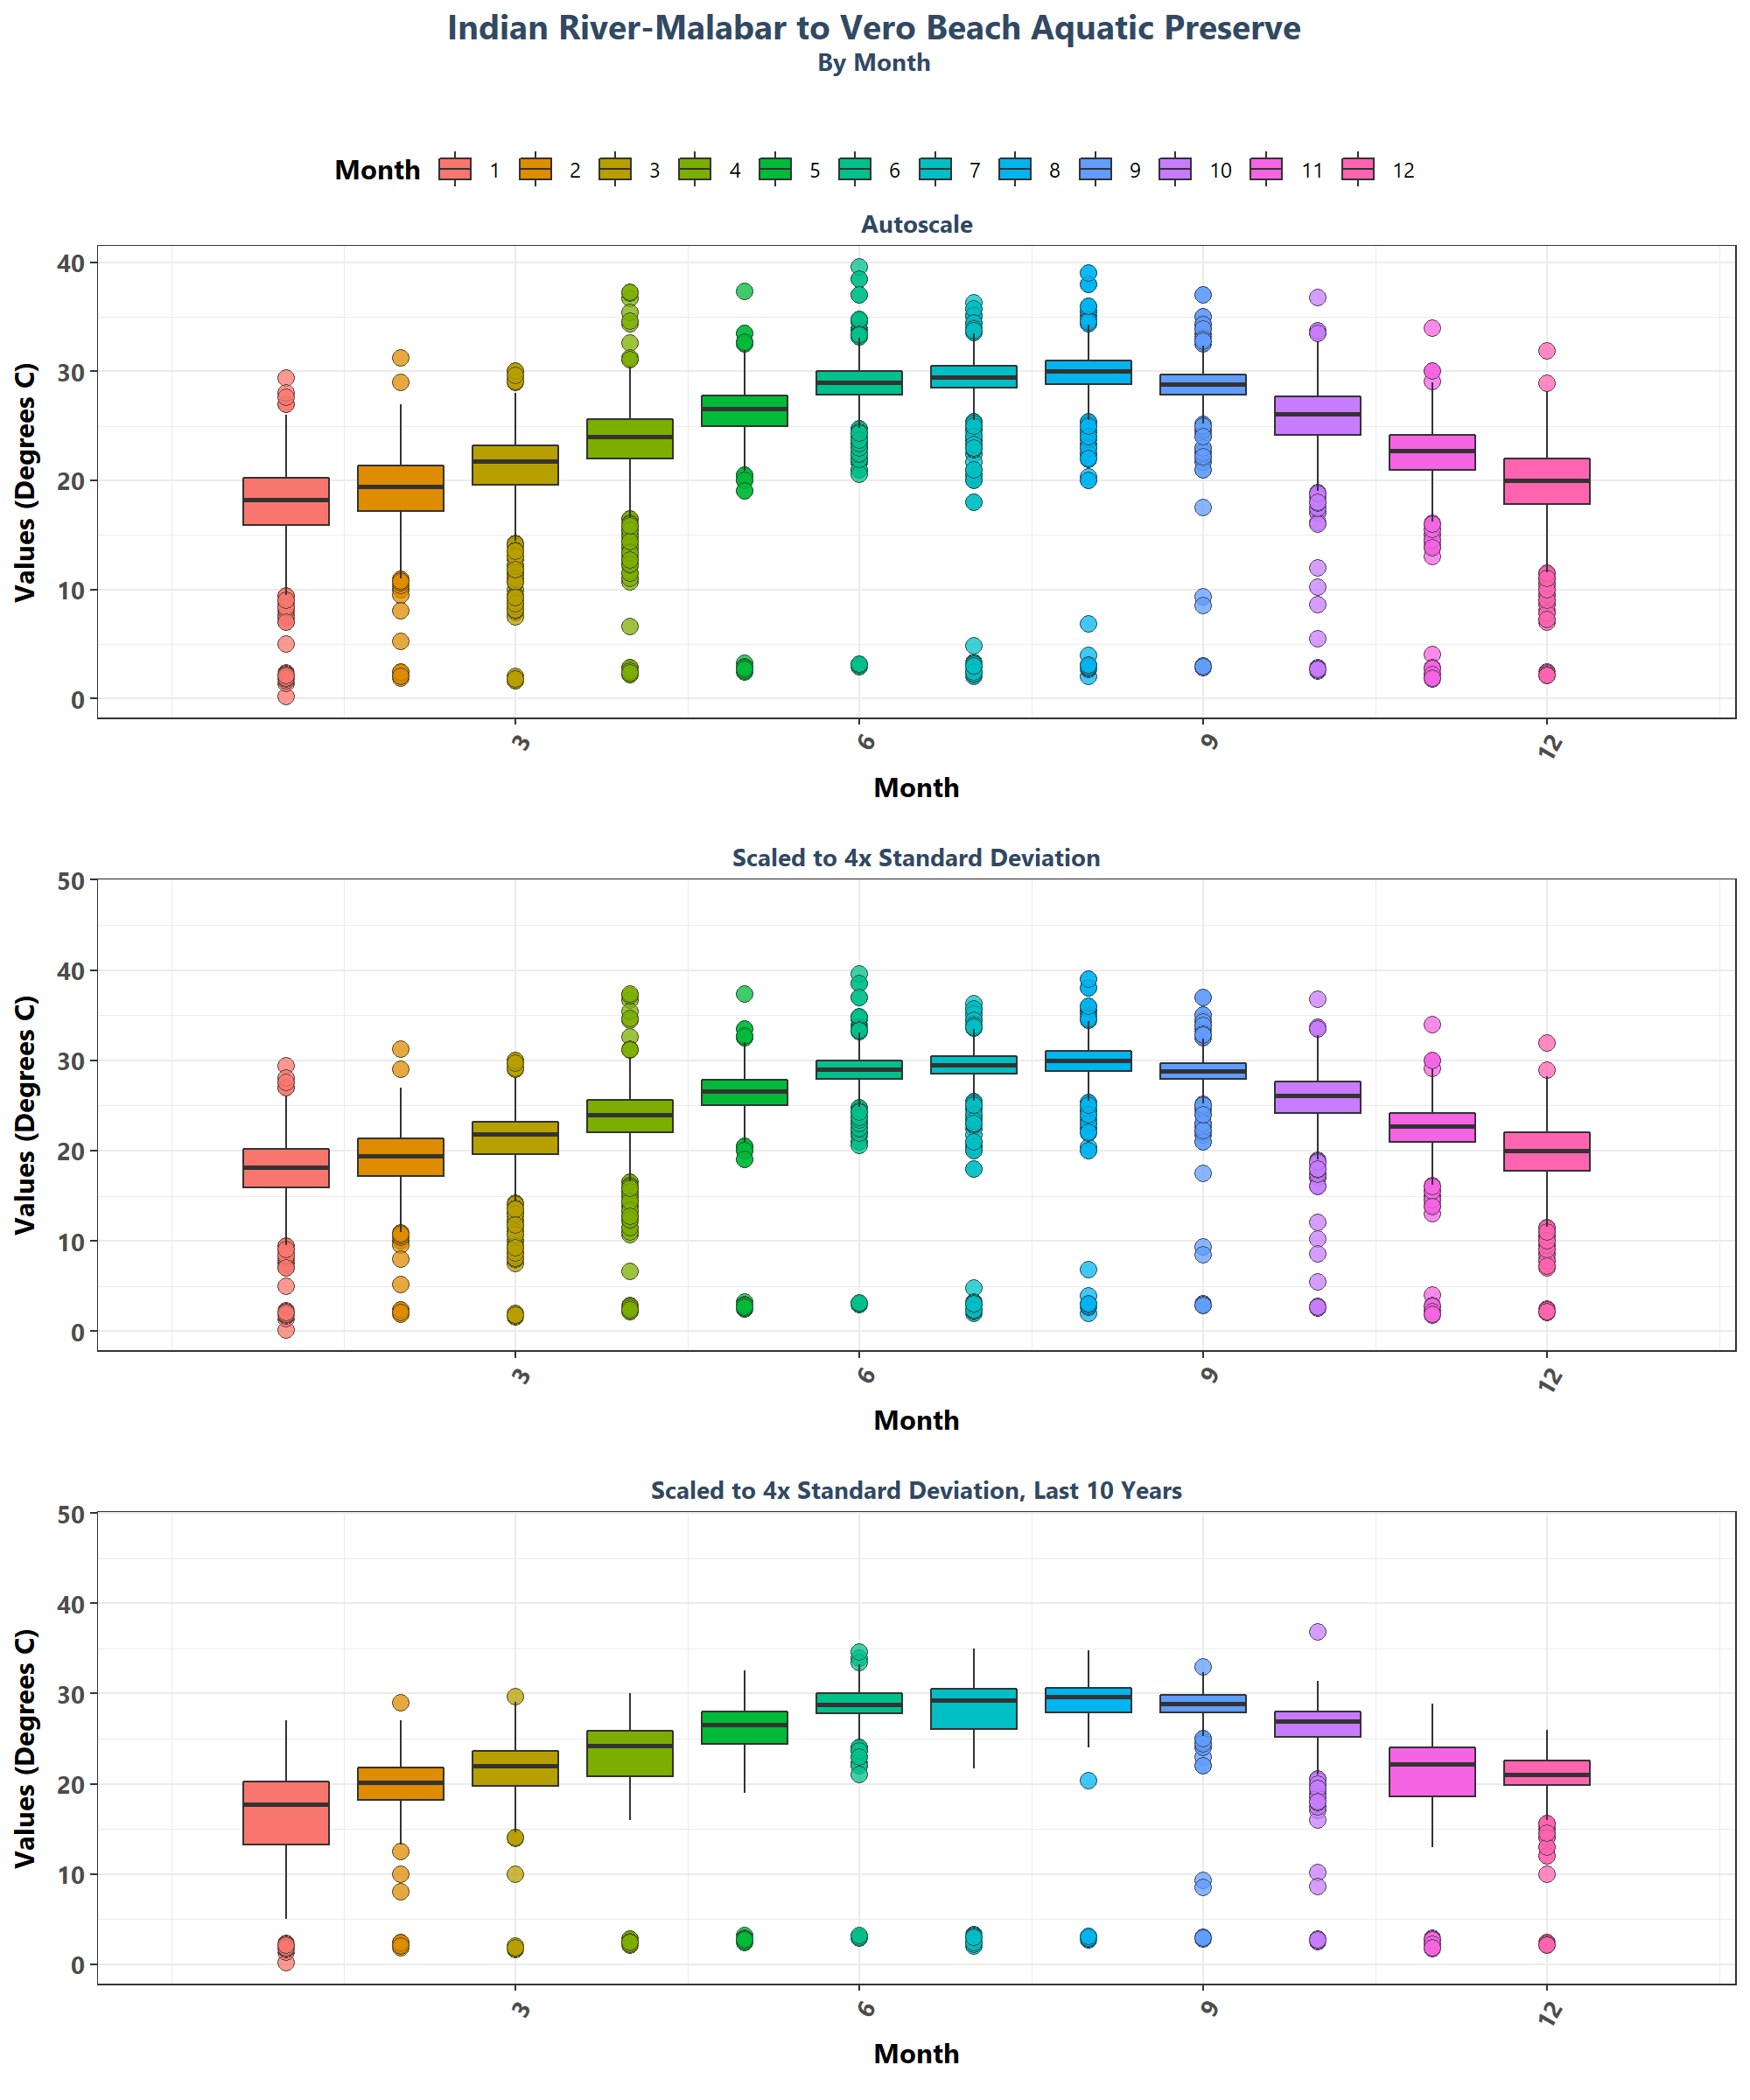 Indian River-Malabar to Vero Beach Aquatic Preserve
By Month
Month 1 2 3 4 5 6 7 8 9 10 11 12
Autoscale
Values (Degrees C)
40
30
20
10
0
3 6 9 12
Month
Scaled to 4x Standard Deviation
Values (Degrees C)
50
40
30
20
10
0
3 6 9 12
Month
Scaled to 4x Standard Deviation, Last 10 Years
Values (Degrees C)
50
40
30
20
10
0
3 6 9 12
Month